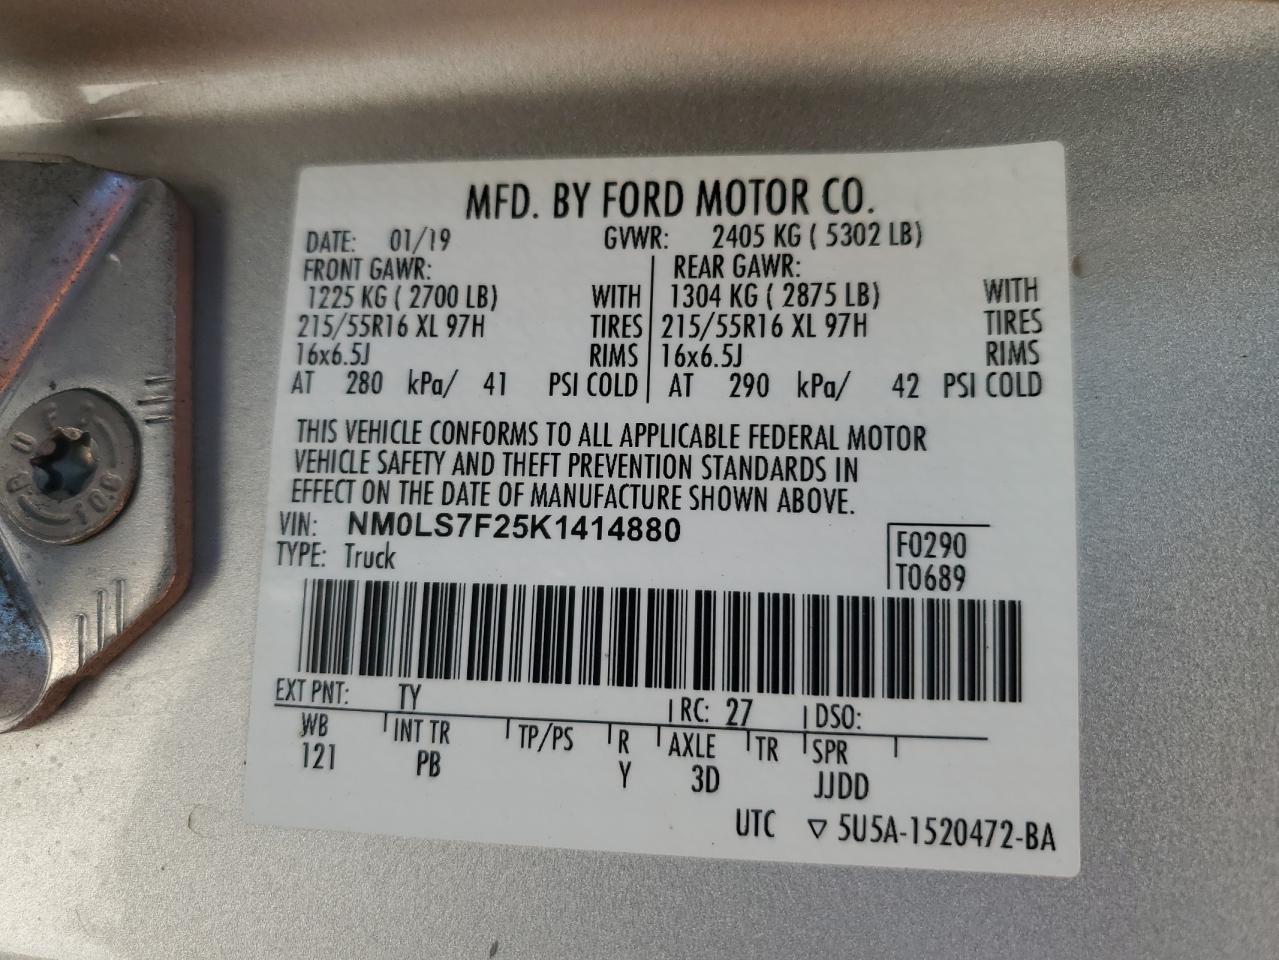 MFD. BY FORD MOTOR CO.
DATE: 01/19 GVWR: 2405 KG ( 5302 LB)
FRONT GAWR: REAR GAWR:
1225 KG ( 2700 LB) WITH 1304 KG ( 2875 LB) WITH
215/55R16 XL 97H TIRES 215/55R16 XL 97H TIRES
16x6.5J RIMS 16x6.5J RIMS
AT 280 kPa/ 41 PSI COLD AT 290 kPa/ 42 PSI COLD
THIS VEHICLE CONFORMS TO ALL APPLICABLE FEDERAL MOTOR
VEHICLE SAFETY AND THEFT PREVENTION STANDARDS IN
EFFECT ON THE DATE OF MANUFACTURE SHOWN ABOVE.
VIN: NM0LS7F25K1414880 F0290
TYPE: Truck T0689
EXT PNT: TY RC: 27 DSO:
WB INT TR TP/PS R AXLE TR SPR
121 PB Y 3D JJDD
UTC ▽ 5U5A-1520472-BA
10.9